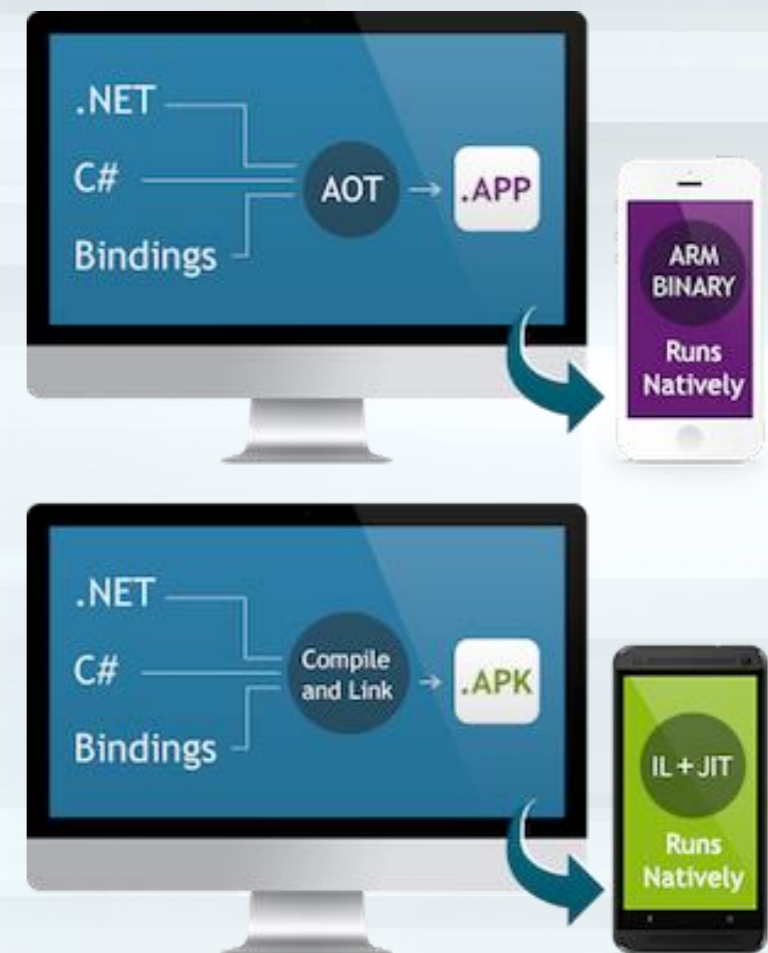 .NET
C#
Bindings
AOT
.APP
ARM
BINARY
Runs
Natively
.NET
C#
Bindings
Compile
and Link
.APK
IL + JIT
Runs
Natively